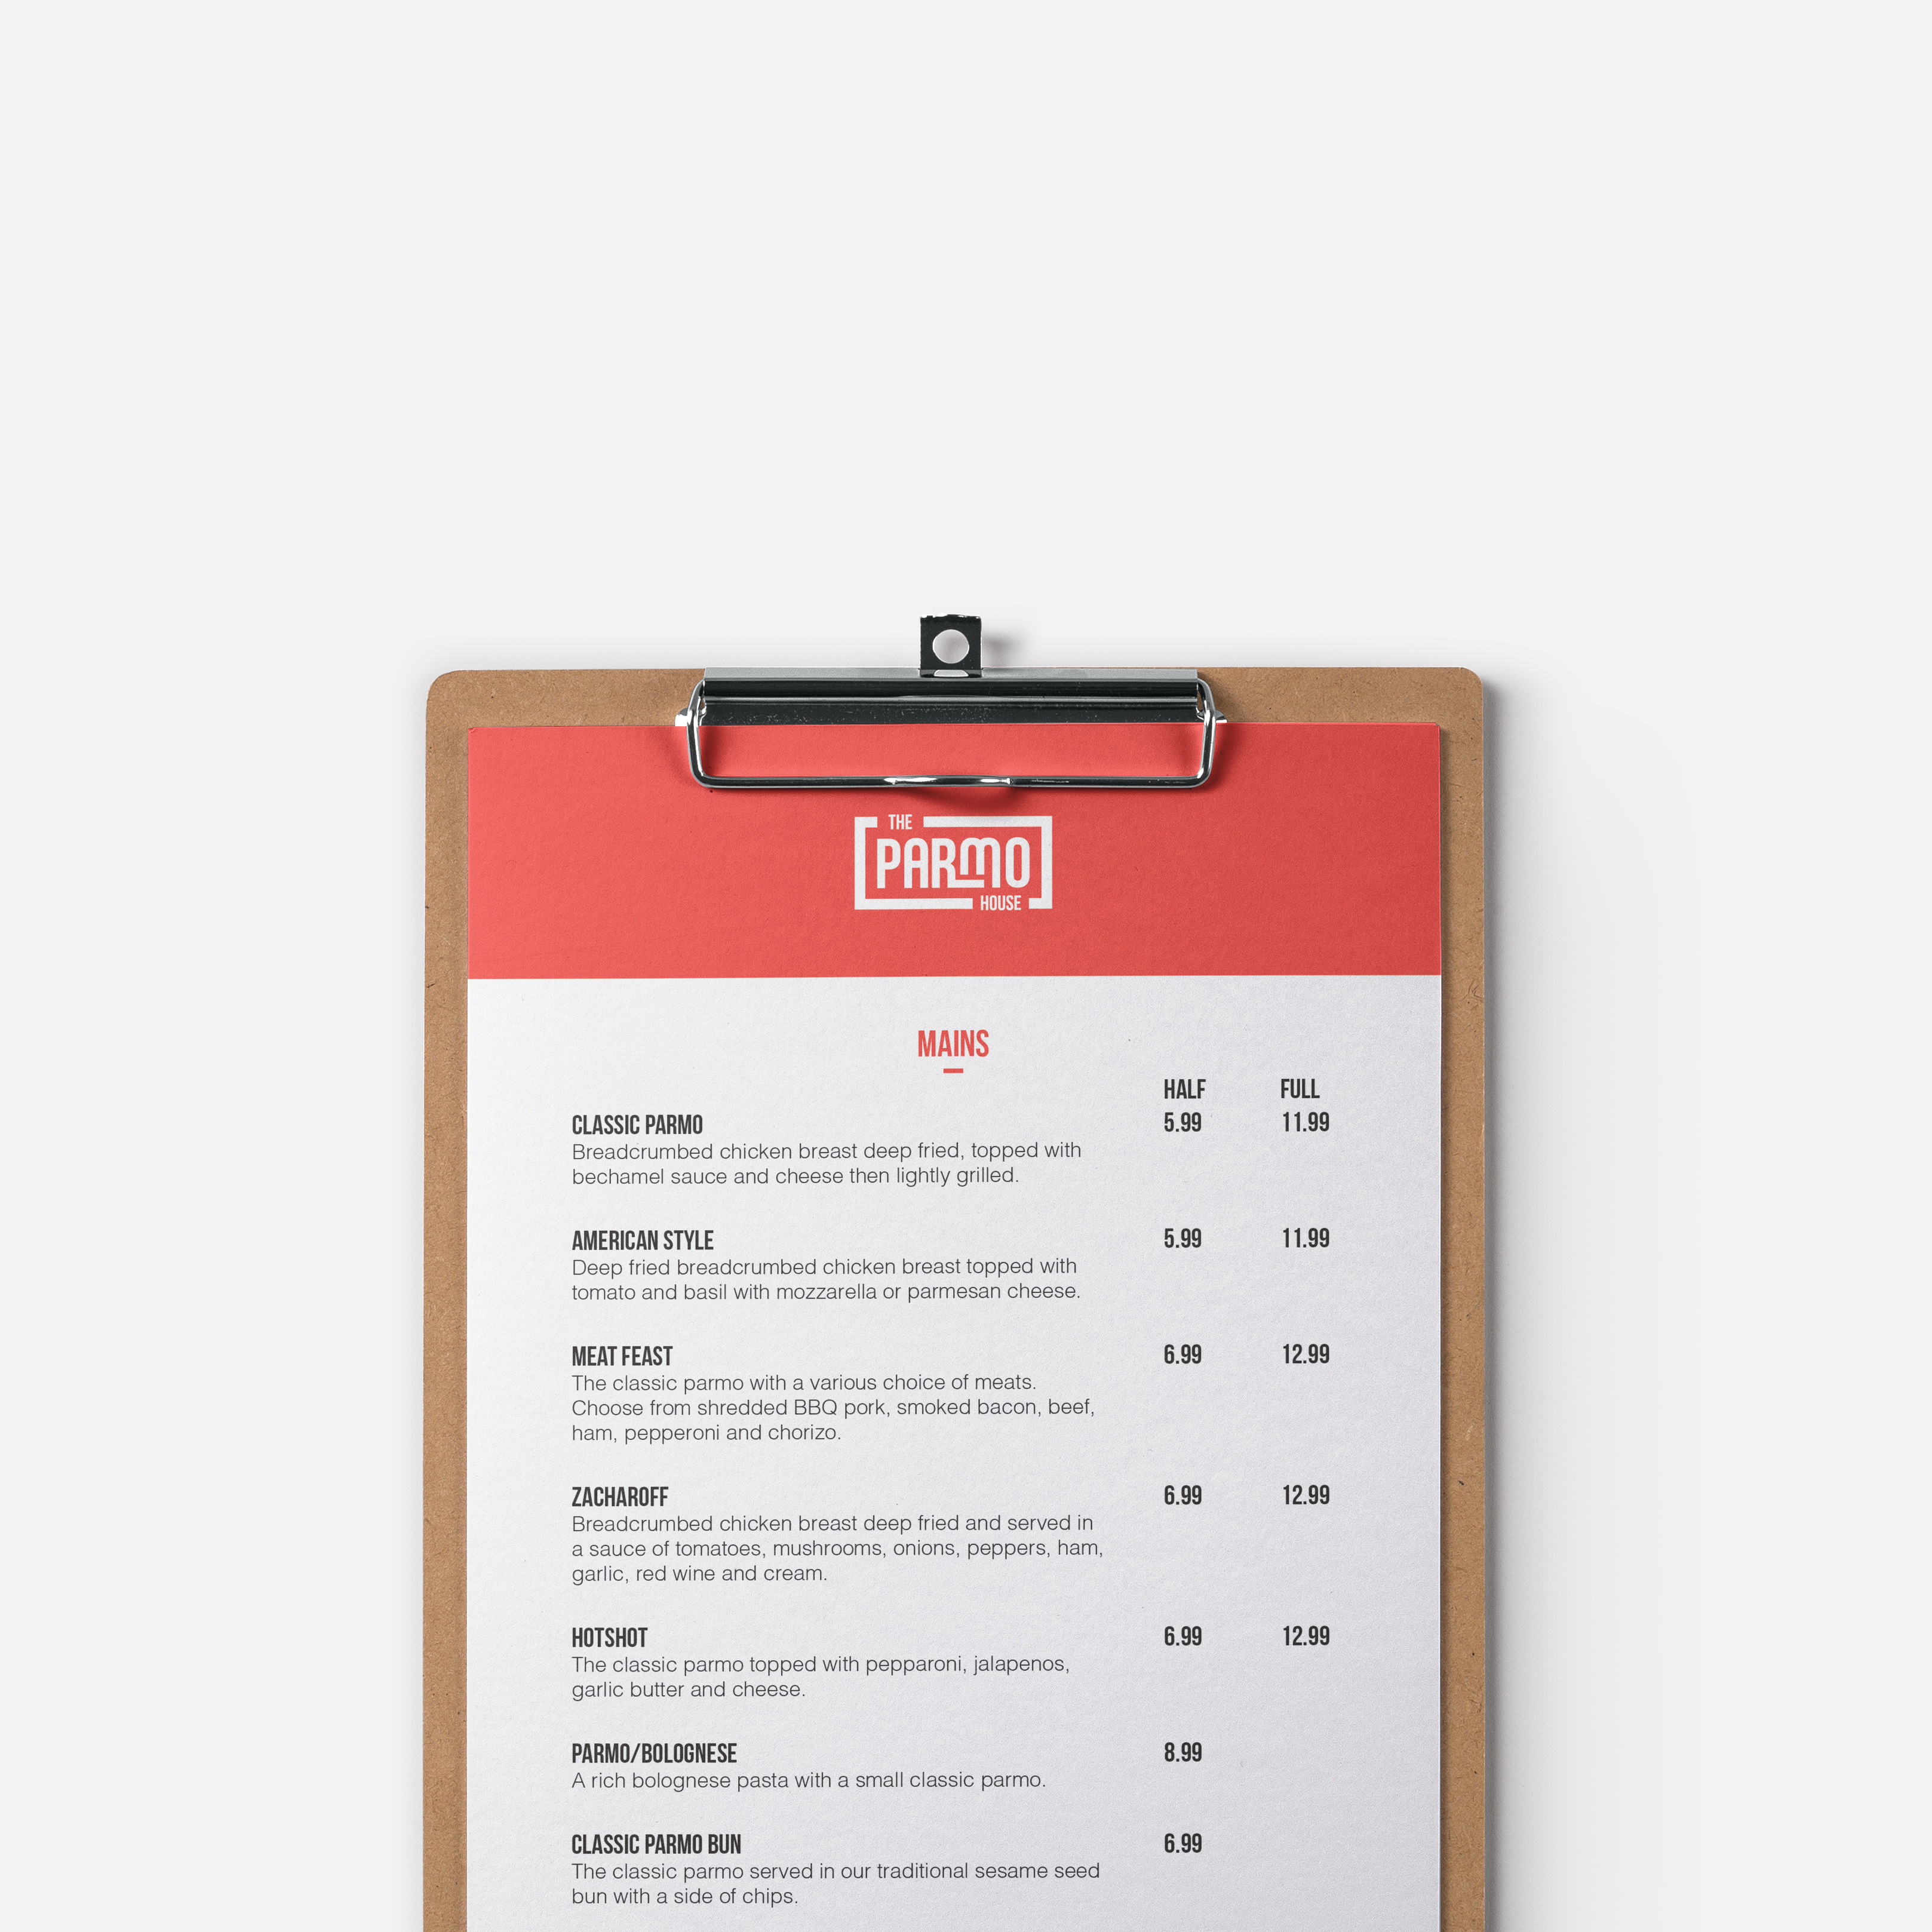 THE
PARMO
HOUSE
MAINS
HALF FULL
CLASSIC PARMO 5.99 11.99
Breadcrumbed chicken breast deep fried, topped with
bechamel sauce and cheese then lightly grilled.
AMERICAN STYLE 5.99 11.99
Deep fried breadcrumbed chicken breast topped with
tomato and basil with mozzarella or parmesan cheese.
MEAT FEAST 6.99 12.99
The classic parmo with a various choice of meats.
Choose from shredded BBQ pork, smoked bacon, beef,
ham, pepperoni and chorizo.
ZACHAROFF 6.99 12.99
Breadcrumbed chicken breast deep fried and served in
a sauce of tomatoes, mushrooms, onions, peppers, ham,
garlic, red wine and cream.
HOTSHOT 6.99 12.99
The classic parmo topped with pepparoni, jalapenos,
garlic butter and cheese.
PARMO/BOLOGNESE 8.99
A rich bolognese pasta with a small classic parmo.
CLASSIC PARMO BUN 6.99
The classic parmo served in our traditional sesame seed
bun with a side of chips.